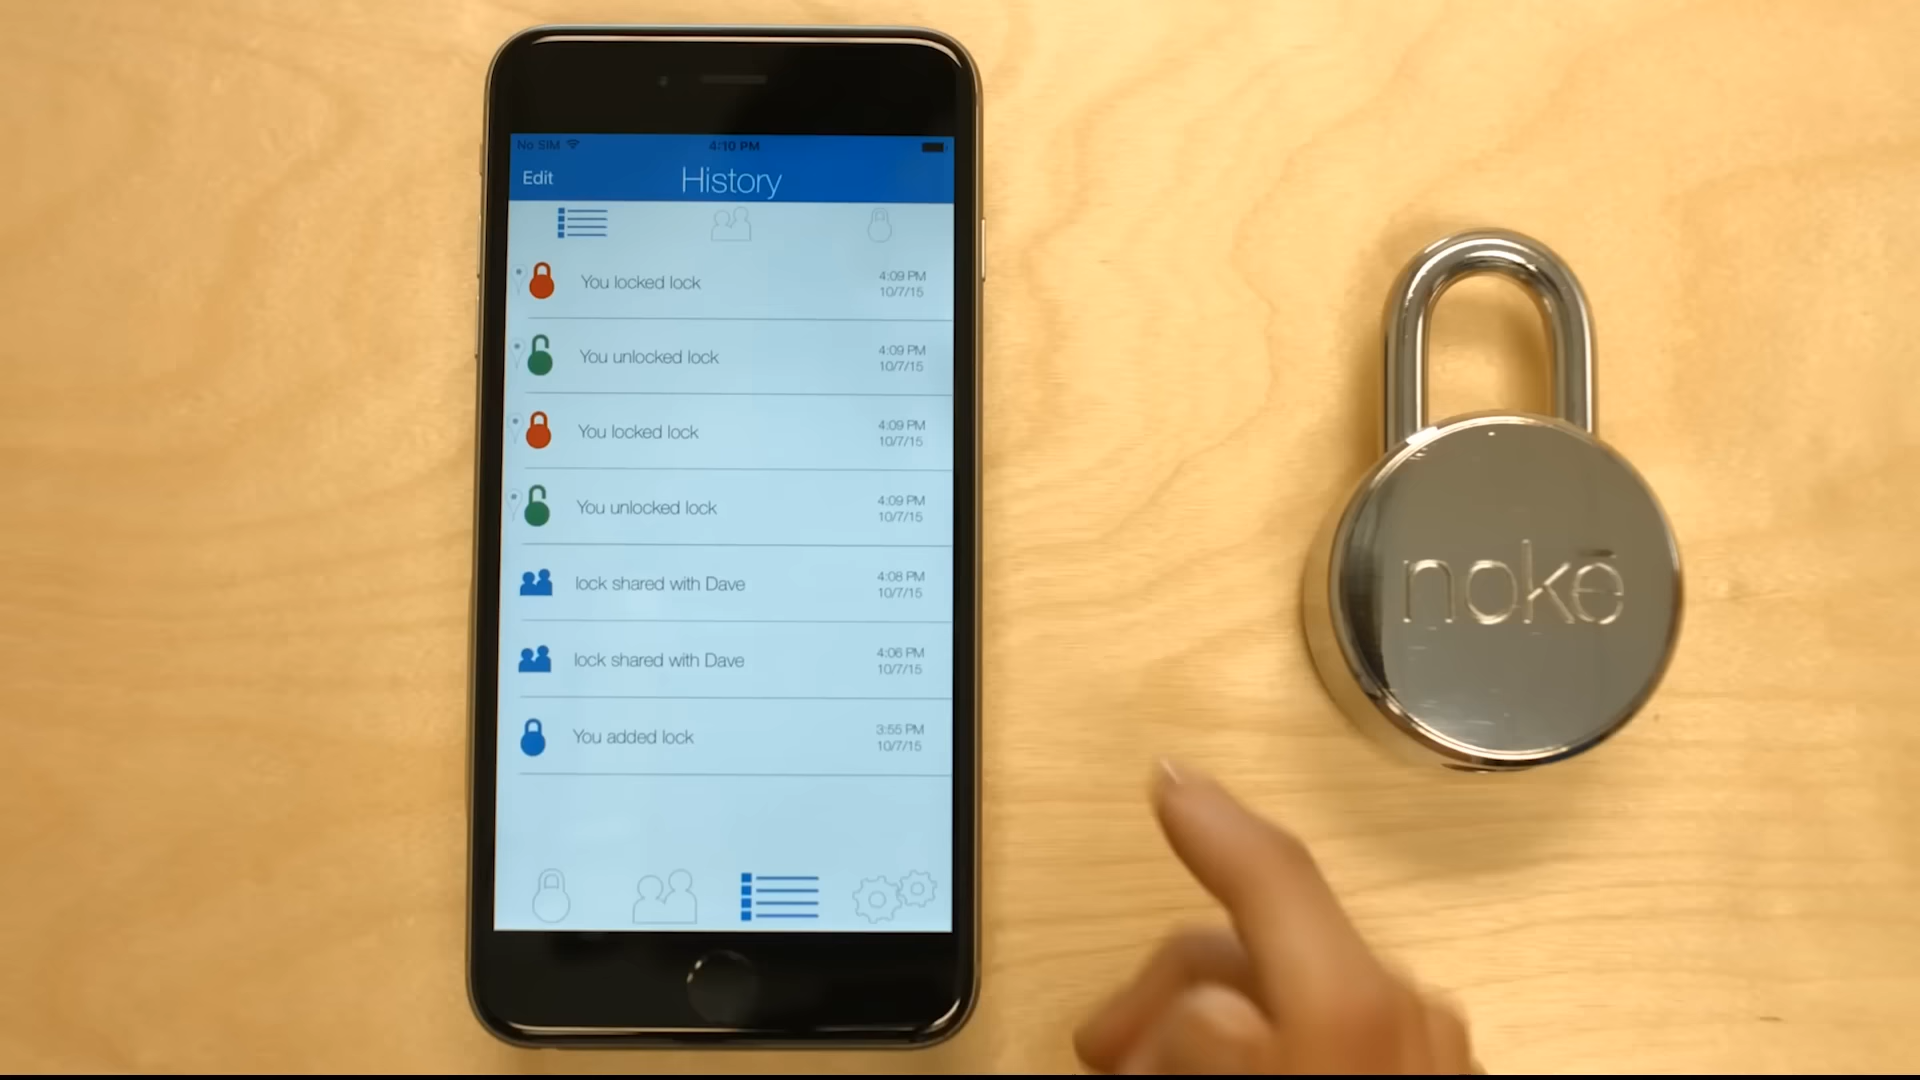 No SIM 4:10 PM
Edit History
You locked lock 4:09 PM
10/7/15
You unlocked lock 4:09 PM
10/7/15
You locked lock 4:09 PM
10/7/15
You unlocked lock 4:09 PM
10/7/15
lock shared with Dave 4:08 PM
10/7/15
lock shared with Dave 4:06 PM
10/7/15
You added lock 3:55 PM
10/7/15
nokē